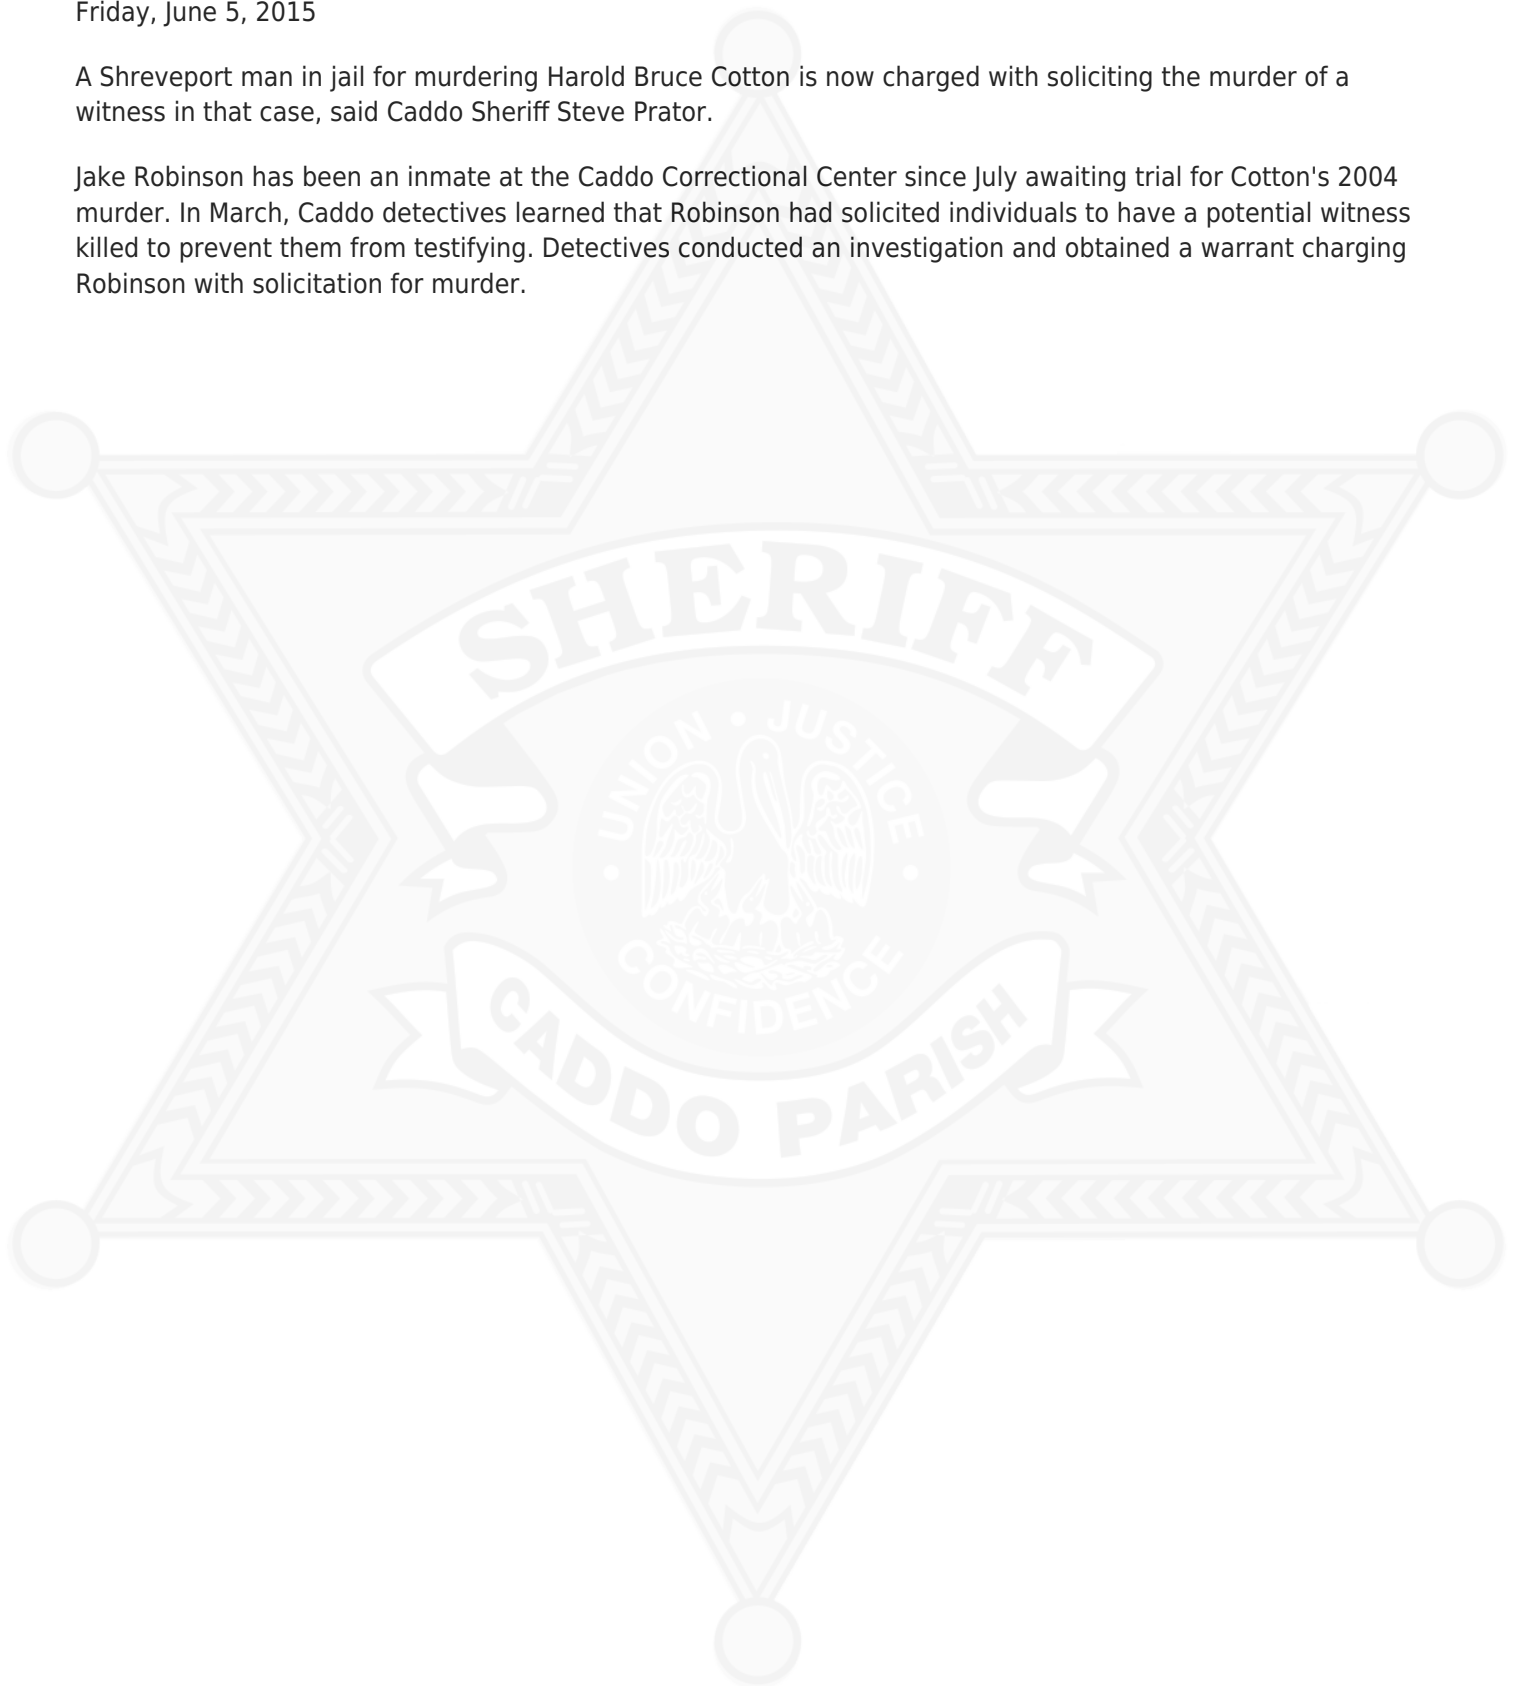 Friday, June 5, 2015
A Shreveport man in jail for murdering Harold Bruce Cotton is now charged with soliciting the murder of a
witness in that case, said Caddo Sheriff Steve Prator.
Jake Robinson has been an inmate at the Caddo Correctional Center since July awaiting trial for Cotton's 2004
murder. In March, Caddo detectives learned that Robinson had solicited individuals to have a potential witness
killed to prevent them from testifying. Detectives conducted an investigation and obtained a warrant charging
Robinson with solicitation for murder.
SHERIFF
UNION • JUSTICE
• CONFIDENCE •
CADDO PARISH